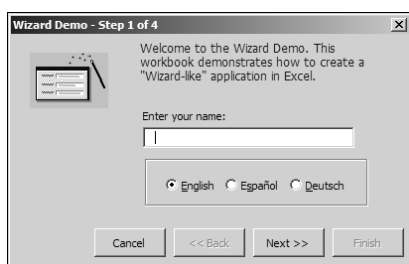 Wizard Demo - Step 1 of 4
Welcome to the Wizard Demo. This
workbook demonstrates how to create a
"Wizard-like" application in Excel.
Enter your name:
English Español Deutsch
Cancel << Back Next >> Finish